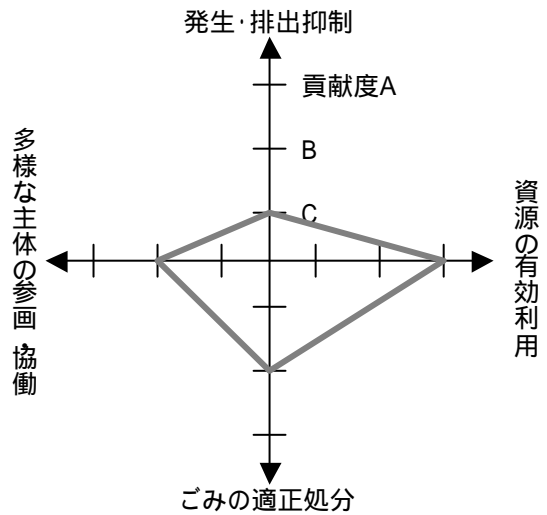 発生・排出抑制
貢献度A
B
C
多様な主体の参画、協働
資源の有効利用
ごみの適正処分